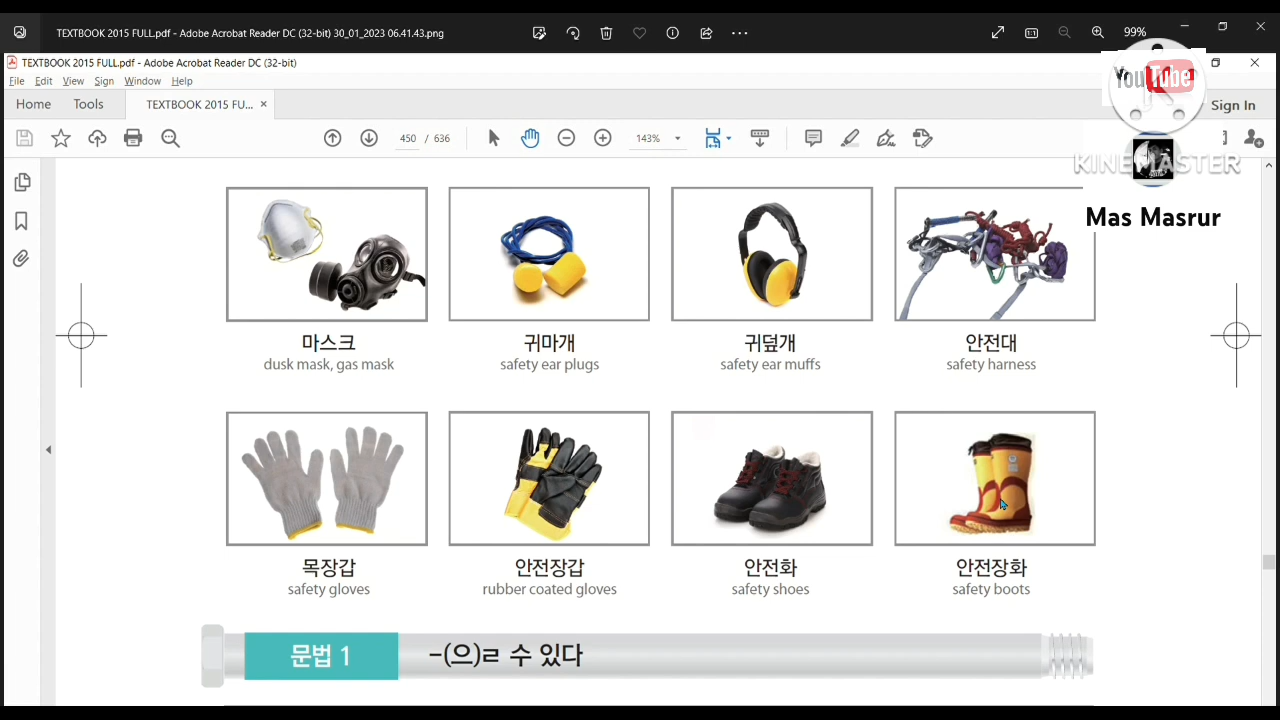 TEXTBOOK 2015 FULL.pdf - Adobe Acrobat Reader DC (32-bit) 30_01_2023 06.41.43.png
99%
TEXTBOOK 2015 FULL.pdf - Adobe Acrobat Reader DC (32-bit)
File Edit View Sign Window Help
YouTube
Home Tools TEXTBOOK 2015 FU... × Sign In
450 / 636 143%
KINEMASTER
Mas Masrur
마스크 귀마개 귀덮개 안전대
dusk mask, gas mask safety ear plugs safety ear muffs safety harness
목장갑 안전장갑 안전화 안전장화
safety gloves rubber coated gloves safety shoes safety boots
문법 1 -(으)ㄹ 수 있다